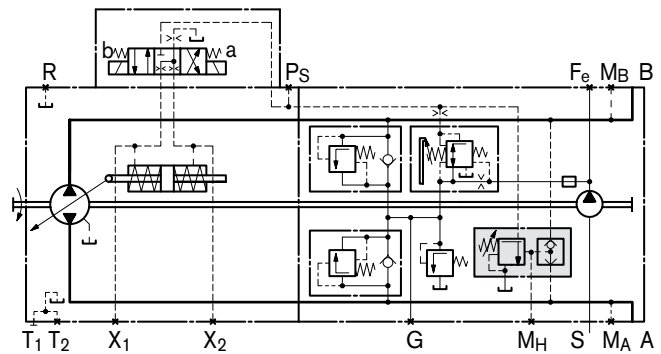 b a
R P_S F_e M_B B
T_1 T_2 X_1 X_2 G M_H S M_A A